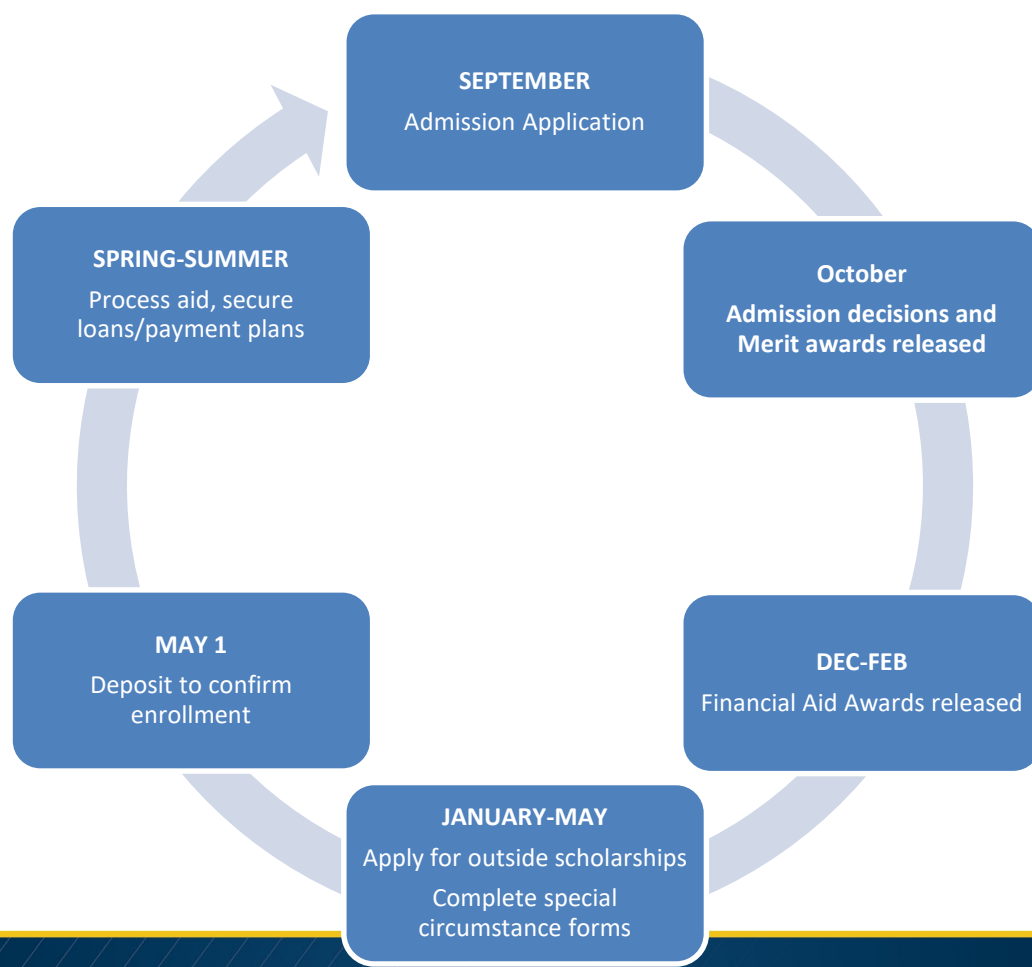 SEPTEMBER
Admission Application
October
Admission decisions and
Merit awards released
DEC-FEB
Financial Aid Awards released
JANUARY-MAY
Apply for outside scholarships
Complete special
circumstance forms
MAY 1
Deposit to confirm
enrollment
SPRING-SUMMER
Process aid, secure
loans/payment plans